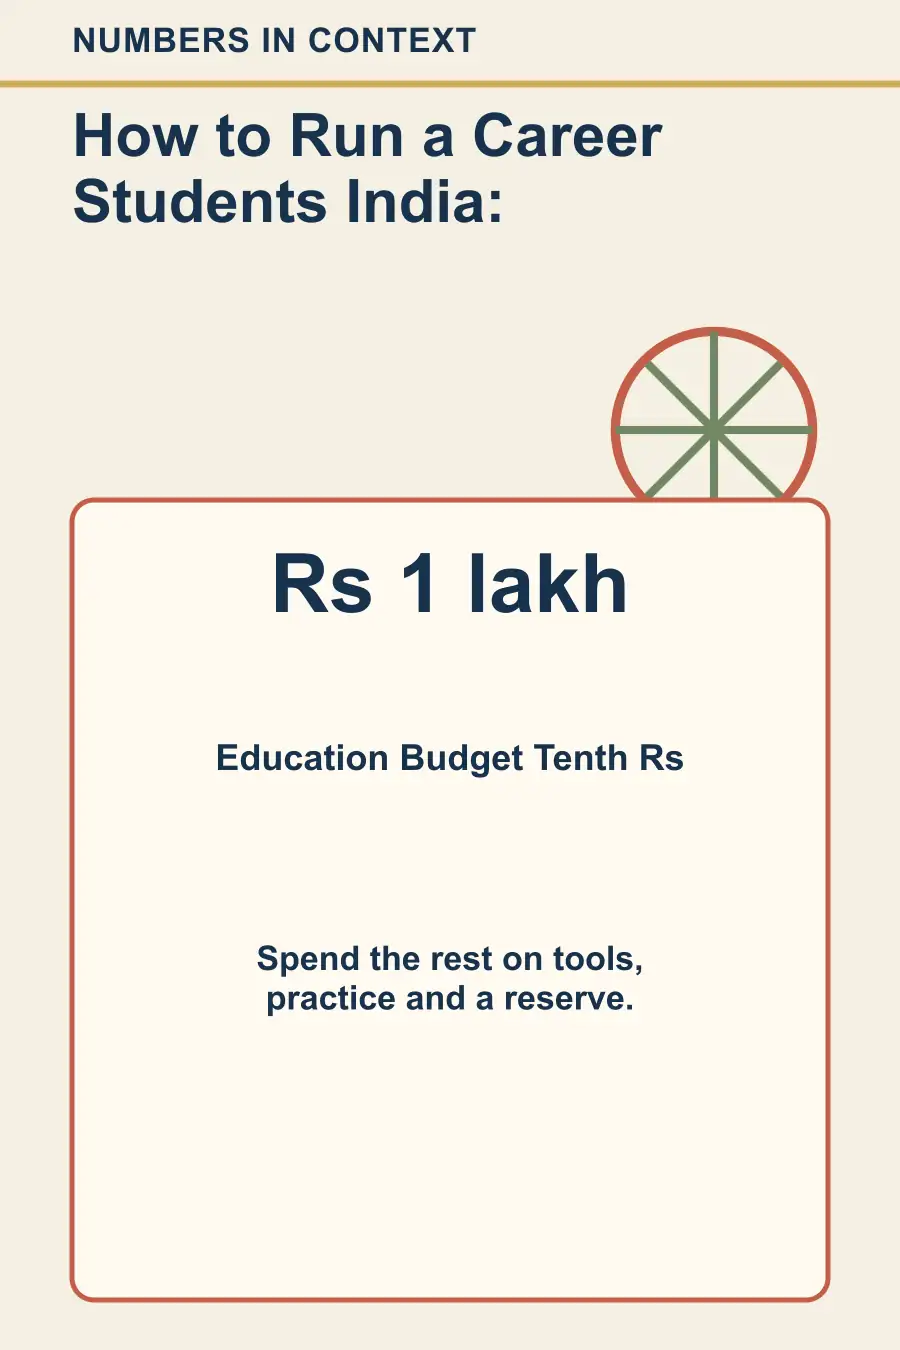 NUMBERS IN CONTEXT
How to Run a Career
Students India:
Rs 1 lakh
Education Budget Tenth Rs
Spend the rest on tools,
practice and a reserve.